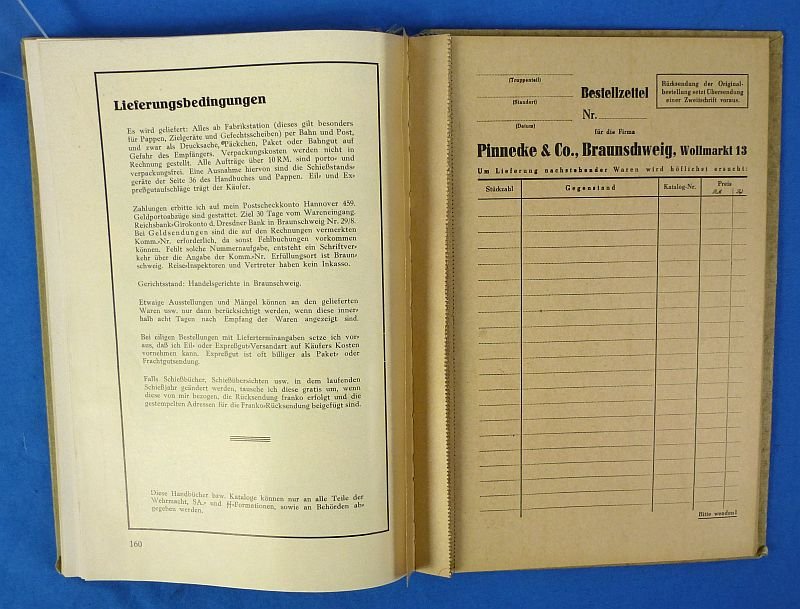 Lieferungsbedingungen
Es wird geliefert: Alles ab Fabrikstation (dieses gilt besonders
für Pappen, Zielgeräte und Gefechtsscheiben) per Bahn und Post,
und zwar als Drucksache, Päckchen, Paket oder Bahngut auf
Gefahr des Empfängers. Verpackungskosten werden nicht in
Rechnung gestellt. Alle Aufträge über 10 RM. sind porto- und
verpackungsfrei. Eine Ausnahme hiervon sind die Schießstands-
geräte der Seite 36 des Handbuches und Pappen. Eil- und Ex-
preßgutaufschläge trägt der Käufer.
Zahlungen erbitte ich auf mein Postscheckkonto Hannover 459.
Geldportoabzüge sind gestattet. Ziel 30 Tage vom Wareneingang.
Reichsbank-Girokonto d. Dresdner Bank in Braunschweig Nr. 29/8.
Bei Geldsendungen sind die auf den Rechnungen vermerkten
Komm.-Nr. erforderlich, da sonst Fehlbuchungen vorkommen
können. Fehlt solche Nummernaufgabe, entsteht ein Schriftver-
kehr über die Angabe der Komm.-Nr. Erfüllungsort ist Braun-
schweig. Reise-Inspektoren und Vertreter haben kein Inkasso.
Gerichtsstand: Handelsgerichte in Braunschweig.
Etwaige Ausstellungen und Mängel können an den gelieferten
Waren usw. nur dann berücksichtigt werden, wenn diese inner-
halb acht Tagen nach Empfang der Waren angezeigt sind.
Bei eiligen Bestellungen mit Lieferterminangaben setze ich vor-
aus, daß ich Eil- oder Expreßgut-Versandart auf Käufers Kosten
vornehmen kann. Expreßgut ist oft billiger als Paket- oder
Frachtgutsendung.
Falls Schießbücher, Schießübersichten usw. in dem laufenden
Schießjahr geändert werden, tausche ich diese gratis um, wenn
diese von mir bezogen, die Rücksendung franko erfolgt und die
gestempelten Adressen für die Franko-Rücksendung beigefügt sind.
Diese Handbücher bzw. Kataloge können nur an alle Teile der
Wehrmacht, SA.- und SS-Formationen, sowie an Behörden ab-
gegeben werden.
160
(Truppenteil)
(Standort)
(Datum)
Bestellzettel
Nr.
Rücksendung der Original-
bestellung setzt Übersendung
einer Zweitschrift voraus.
für die Firma
Pinnecke & Co., Braunschweig, Wollmarkt 13
Um Lieferung nachstehender Waren wird höflichst ersucht:
Stückzahl Gegenstand Katalog-Nr. Preis
Bitte wenden!